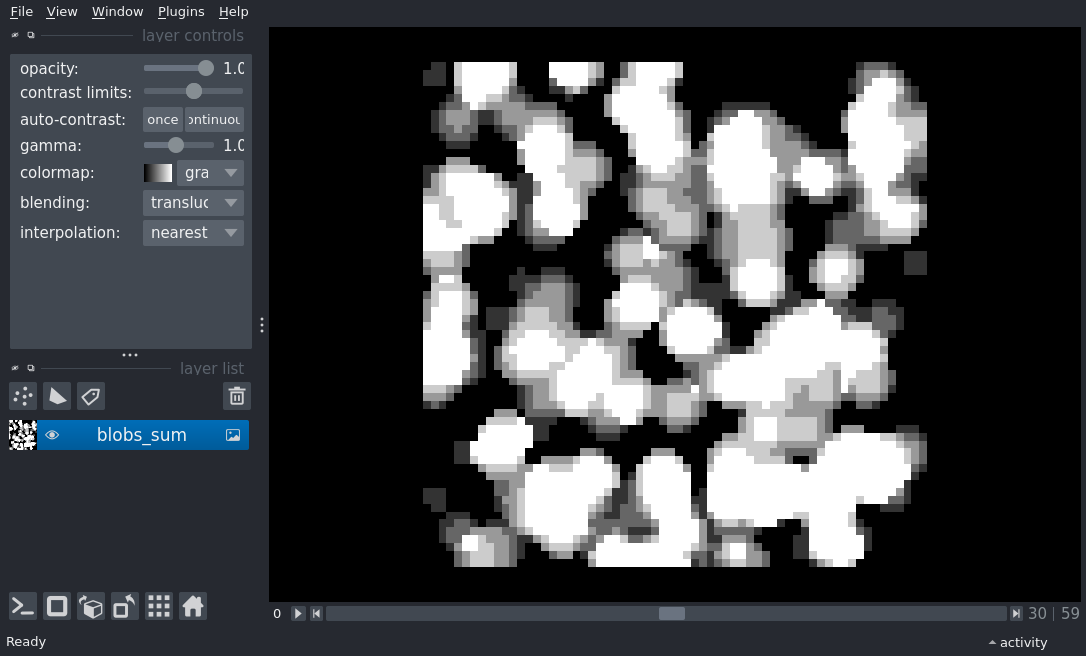 File View Window Plugins Help
layer controls
opacity: 1.0
contrast limits:
auto-contrast: once ontinuou
gamma: 1.0
colormap: gra
blending: transluc
interpolation: nearest
layer list
blobs_sum
0 30 | 59
Ready activity